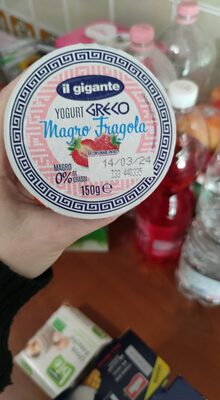 il gigante
YOGURT GRECO
Magro Fragola
14/03/24
MAGRO
0% DI GRASSI
150g e